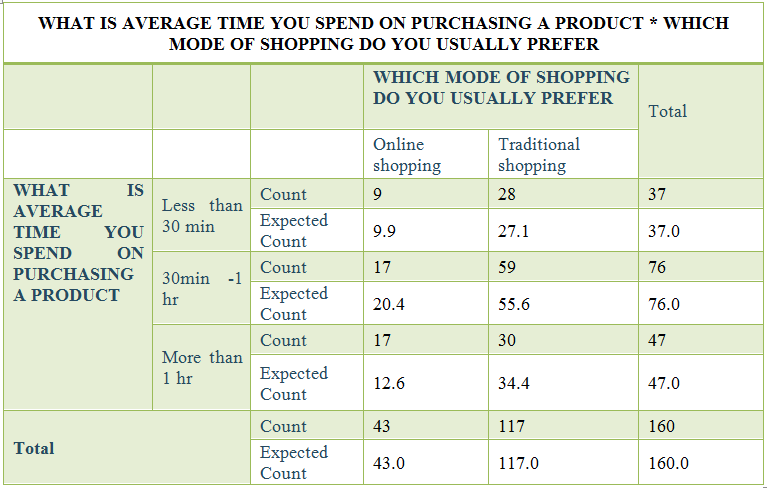 WHAT IS AVERAGE TIME YOU SPEND ON PURCHASING A PRODUCT * WHICH
MODE OF SHOPPING DO YOU USUALLY PREFER
WHICH MODE OF SHOPPING
DO YOU USUALLY PREFER
Total
Online
shopping
Traditional
shopping
WHAT IS
AVERAGE
TIME YOU
SPEND ON
PURCHASING
A PRODUCT
Less than
30 min
Count 9 28 37
Expected
Count
9.9 27.1 37.0
30min -1
hr
Count 17 59 76
Expected
Count
20.4 55.6 76.0
More than
1 hr
Count 17 30 47
Expected
Count
12.6 34.4 47.0
Total
Count 43 117 160
Expected
Count
43.0 117.0 160.0